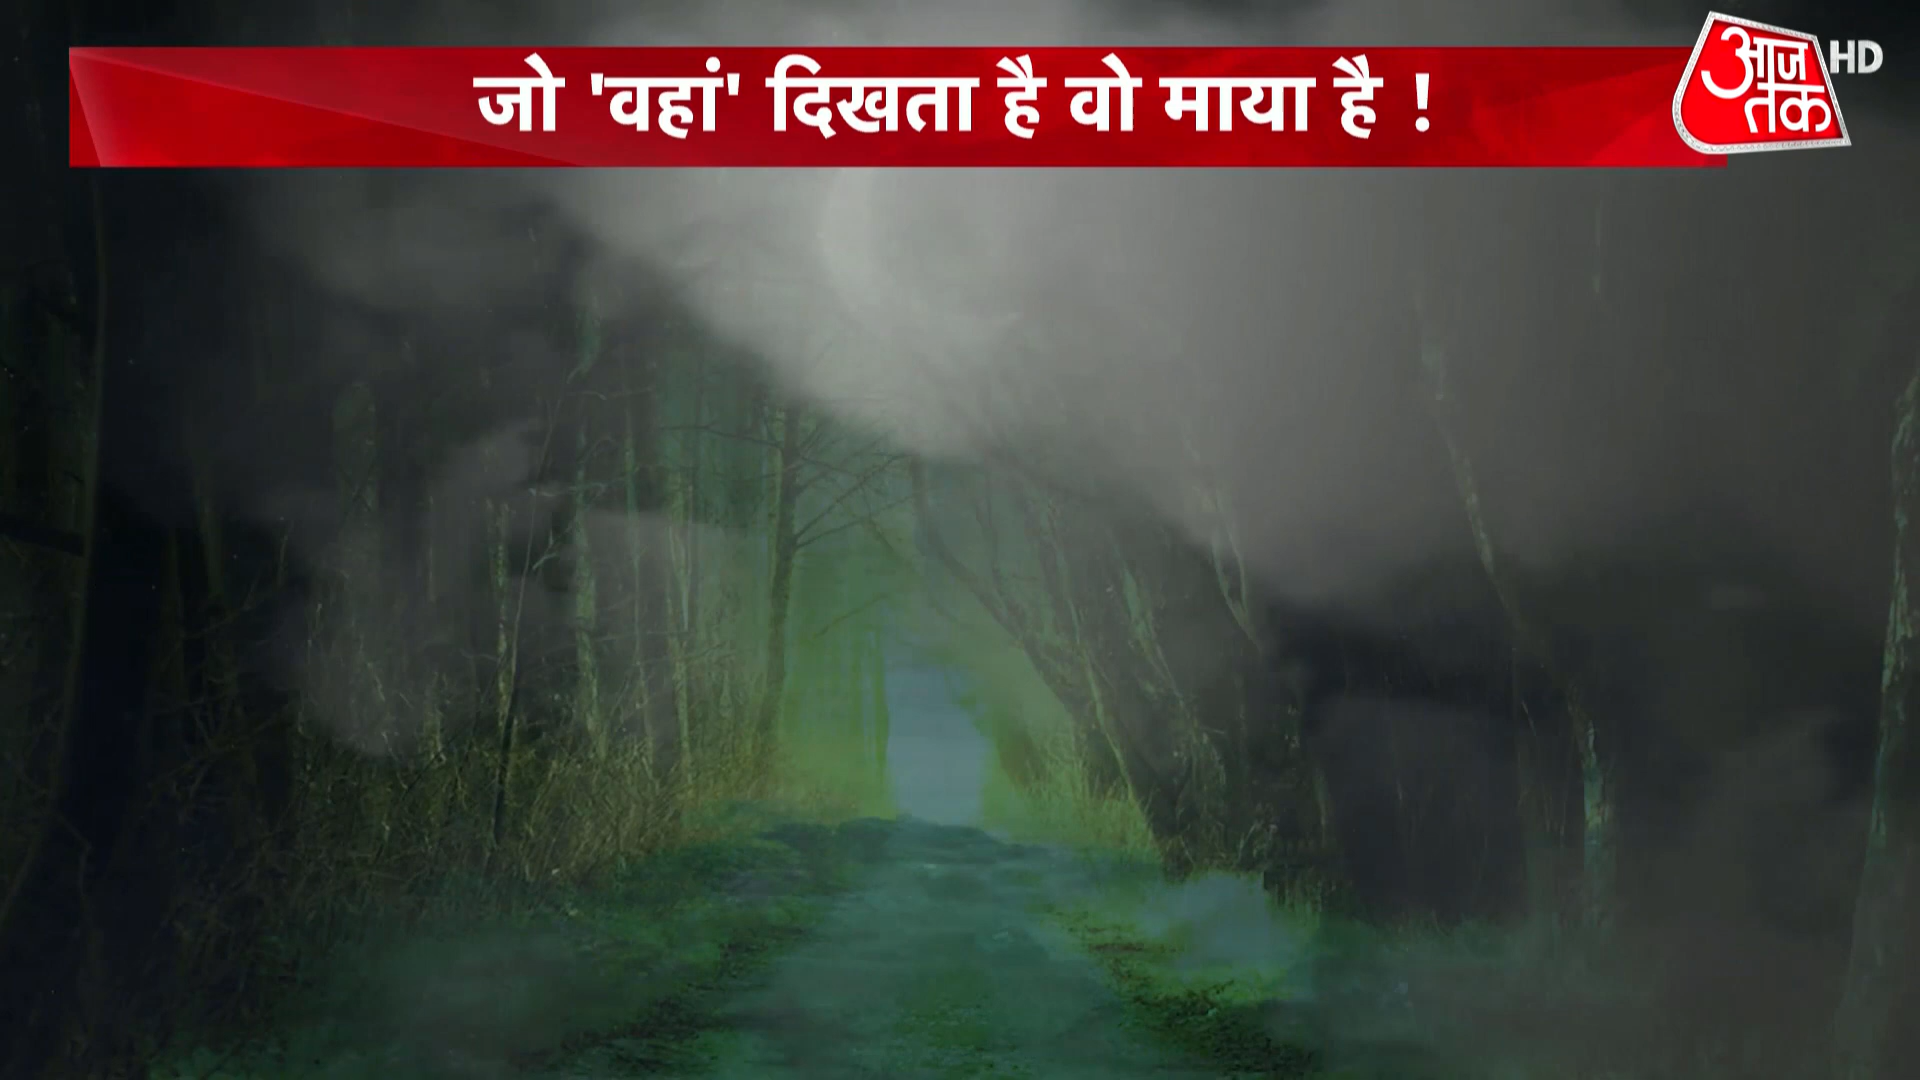 जो 'वहां' दिखता है वो माया है !
आज
तक
HD